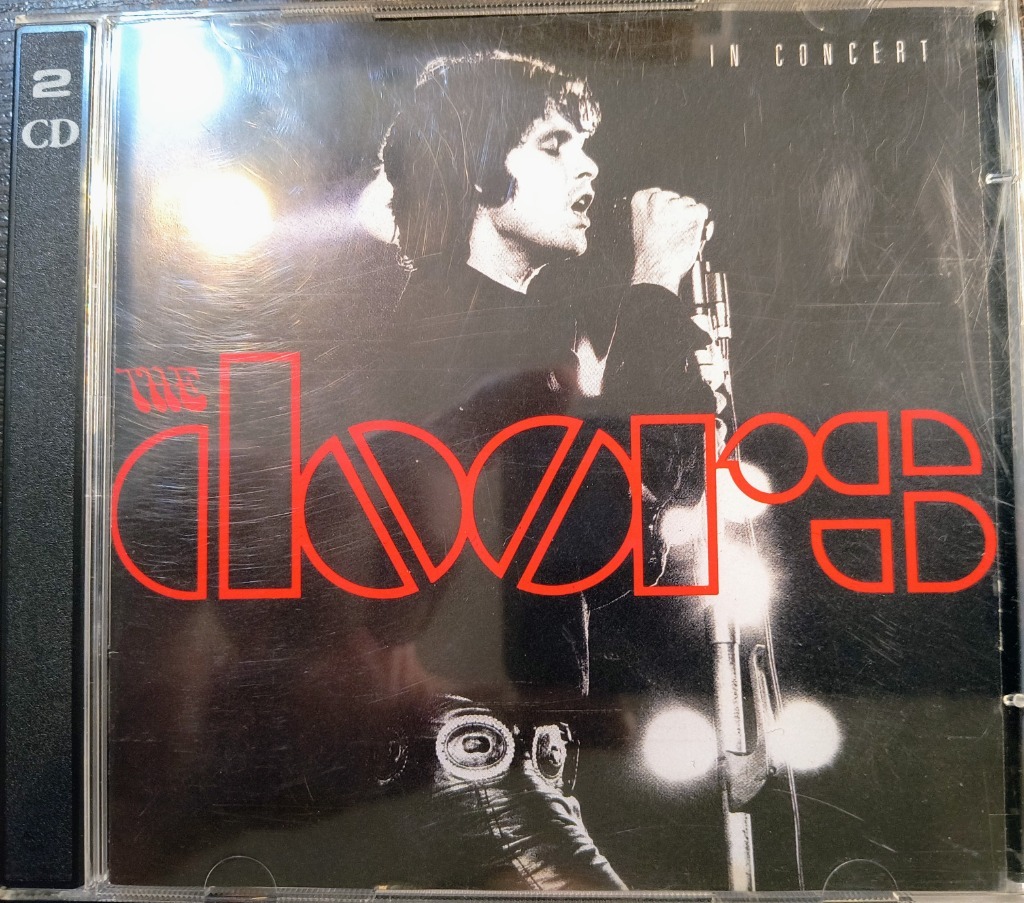 2
CD
IN CONCERT
THE
doors